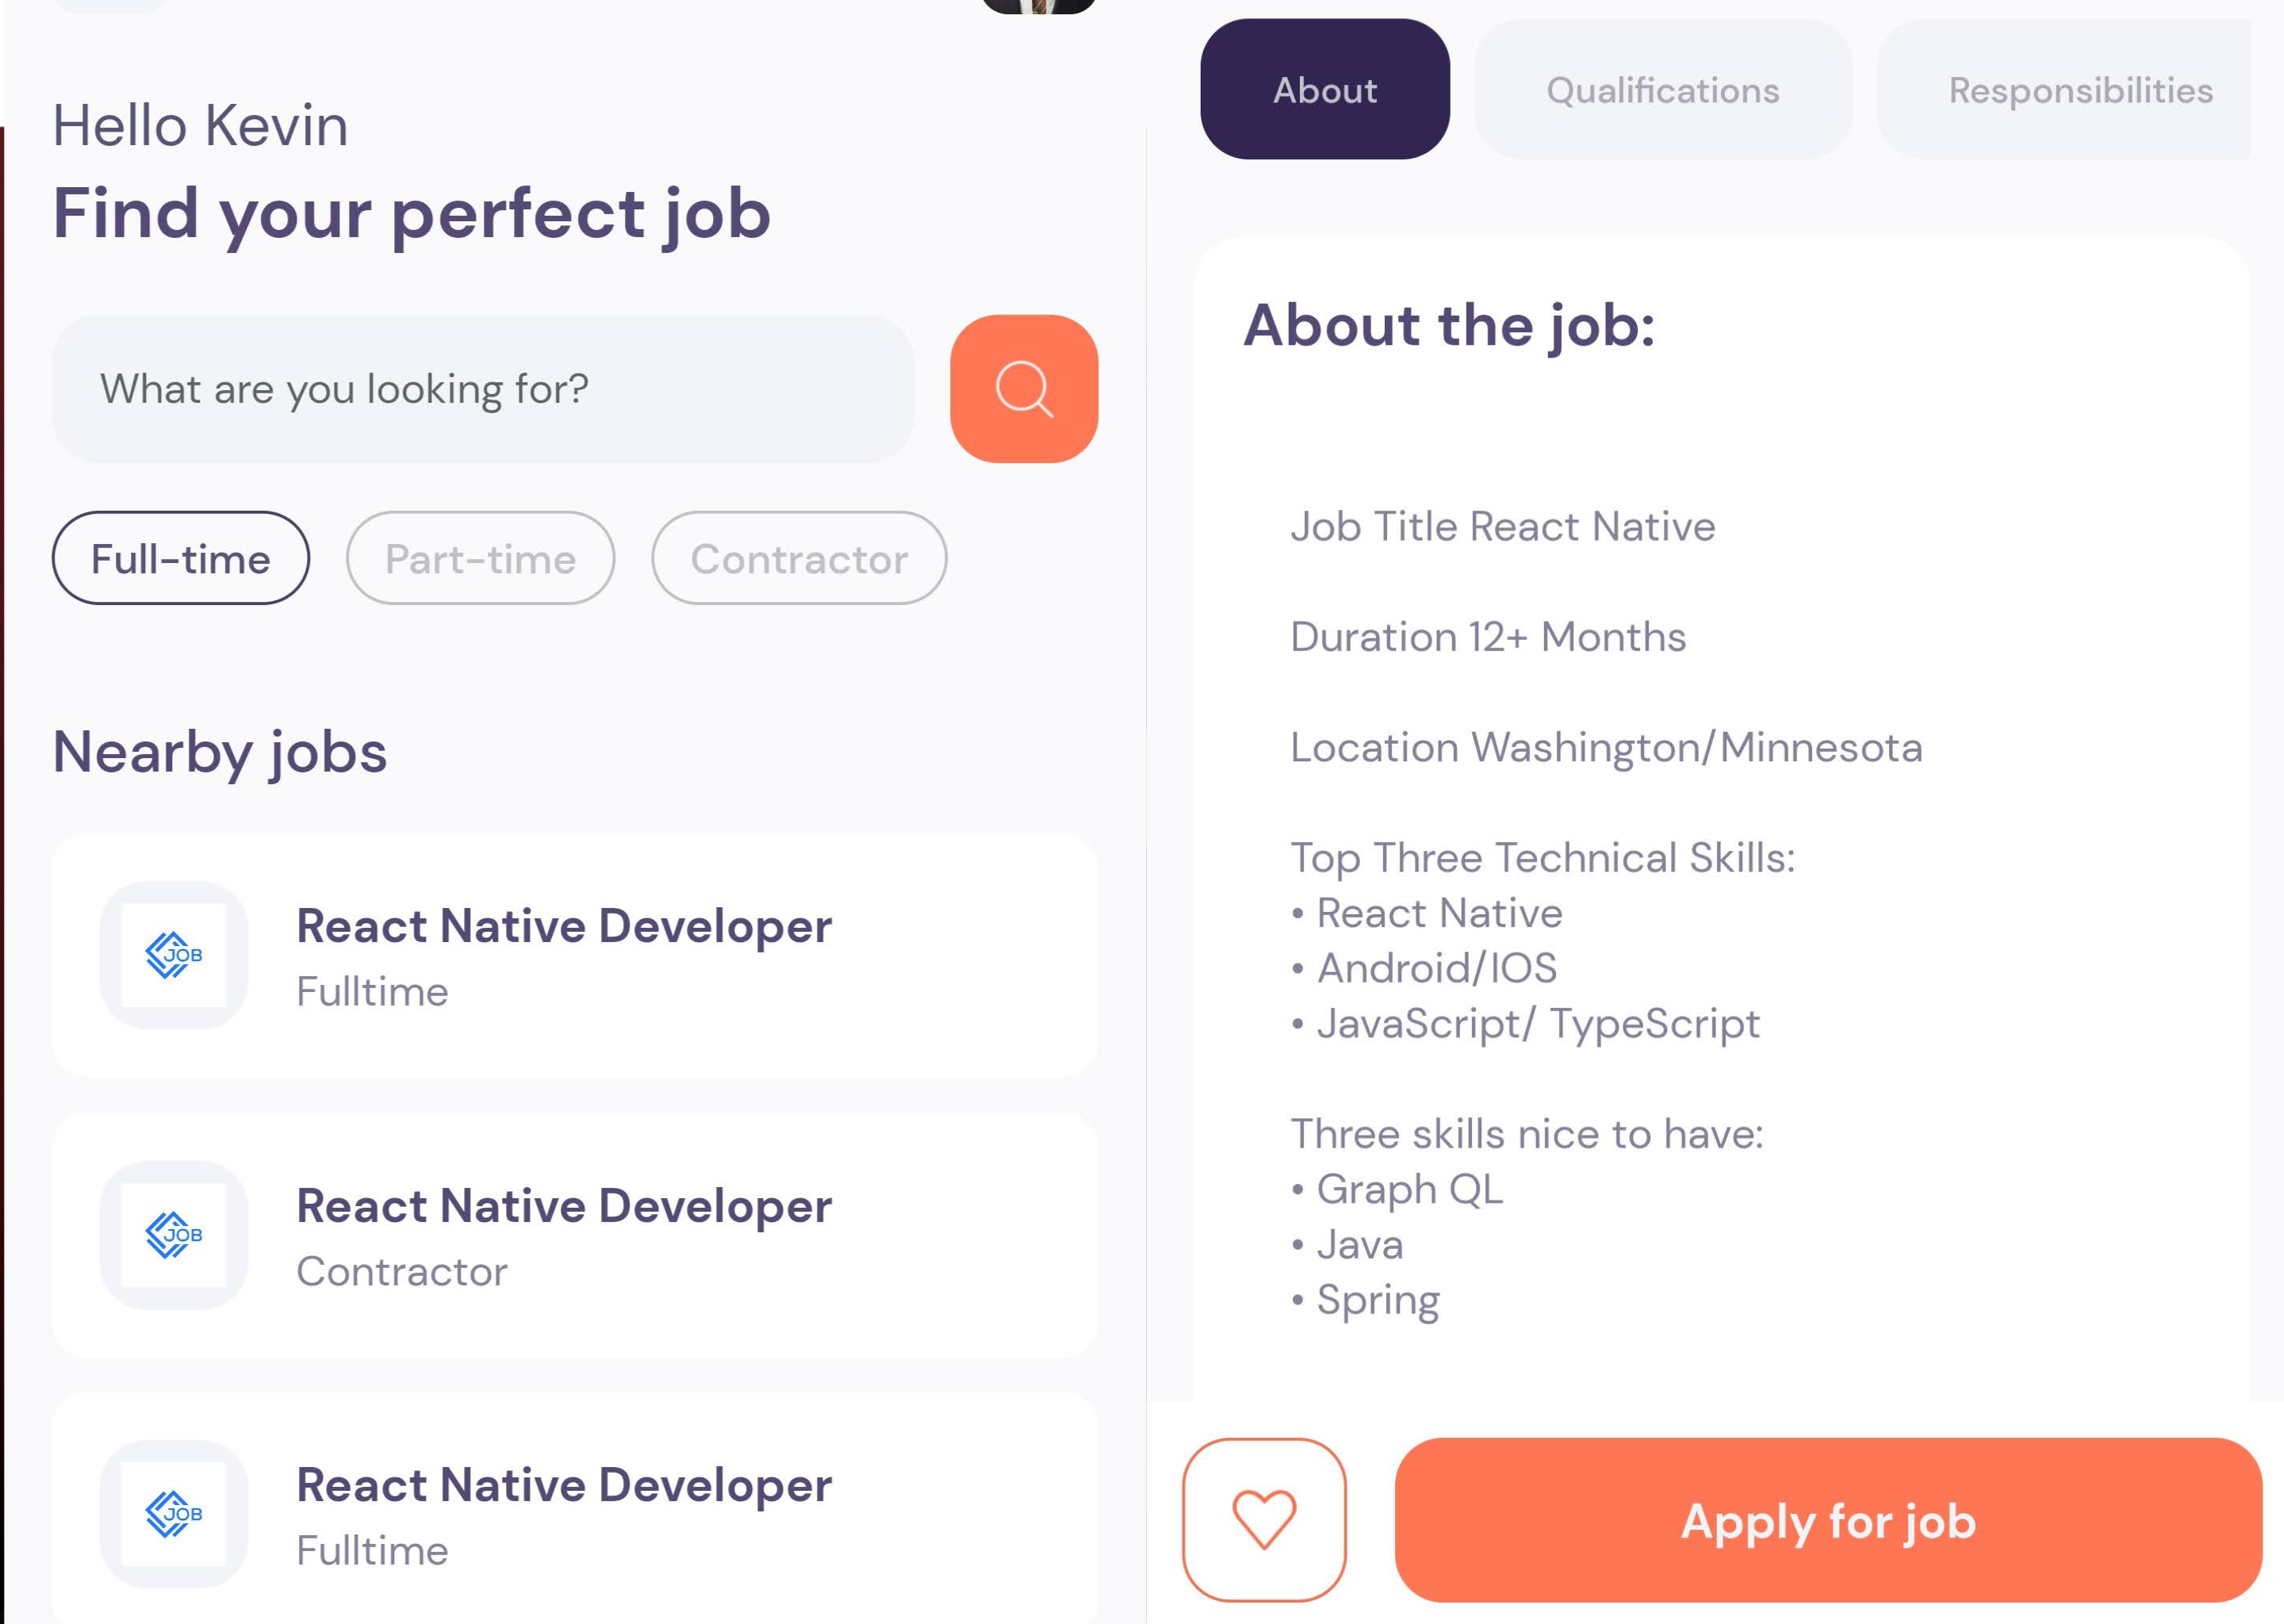 Hello Kevin
Find your perfect job
What are you looking for?
Full-time
Part-time
Contractor
Nearby jobs
JOB
React Native Developer
Fulltime
JOB
React Native Developer
Contractor
JOB
React Native Developer
Fulltime
About
Qualifications
Responsibilities
About the job:
Job Title React Native
Duration 12+ Months
Location Washington/Minnesota
Top Three Technical Skills:
• React Native
• Android/IOS
• JavaScript/ TypeScript
Three skills nice to have:
• Graph QL
• Java
• Spring
Apply for job